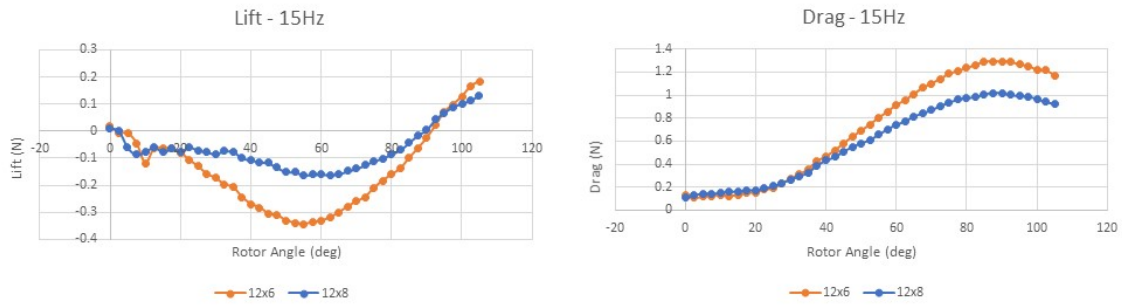 Lift - 15Hz
0.3
0.2
0.1
0
-20 0 20 40 60 80 100 120
-0.1
-0.2
-0.3
-0.4
Lift (N)
Rotor Angle (deg)
12x6 12x8
Drag - 15Hz
1.4
1.2
1
0.8
0.6
0.4
0.2
0
-20 0 20 40 60 80 100 120
Drag (N)
Rotor Angle (deg)
12x6 12x8